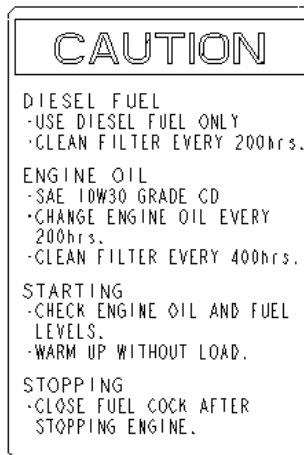 CAUTION
DIESEL FUEL
·USE DIESEL FUEL ONLY
·CLEAN FILTER EVERY 200hrs.
ENGINE OIL
·SAE 10W30 GRADE CD
·CHANGE ENGINE OIL EVERY
200hrs.
·CLEAN FILTER EVERY 400hrs.
STARTING
·CHECK ENGINE OIL AND FUEL
LEVELS.
·WARM UP WITHOUT LOAD.
STOPPING
·CLOSE FUEL COCK AFTER
STOPPING ENGINE.